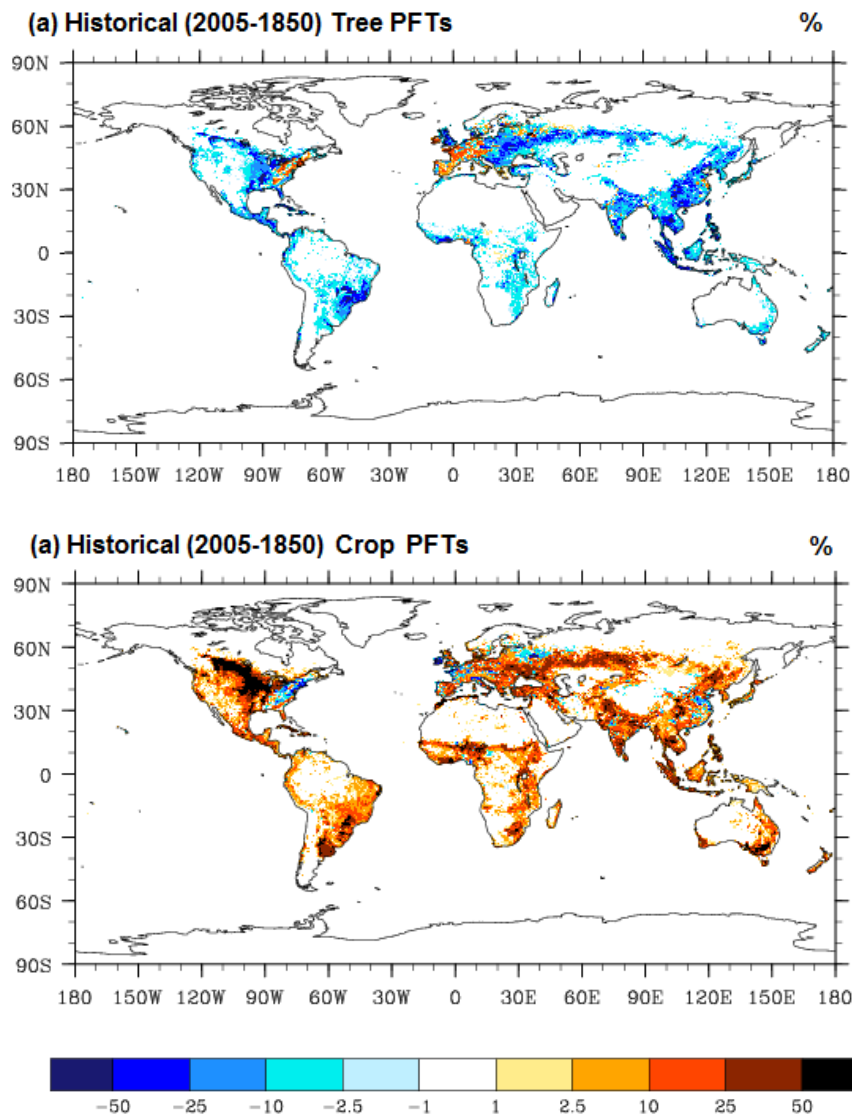 (a) Historical (2005-1850) Tree PFTs %
90N
60N
30N
0
30S
60S
90S
180 150W 120W 90W 60W 30W 0 30E 60E 90E 120E 150E 180
(a) Historical (2005-1850) Crop PFTs %
90N
60N
30N
0
30S
60S
90S
180 150W 120W 90W 60W 30W 0 30E 60E 90E 120E 150E 180
−50 −25 −10 −2.5 −1 1 2.5 10 25 50